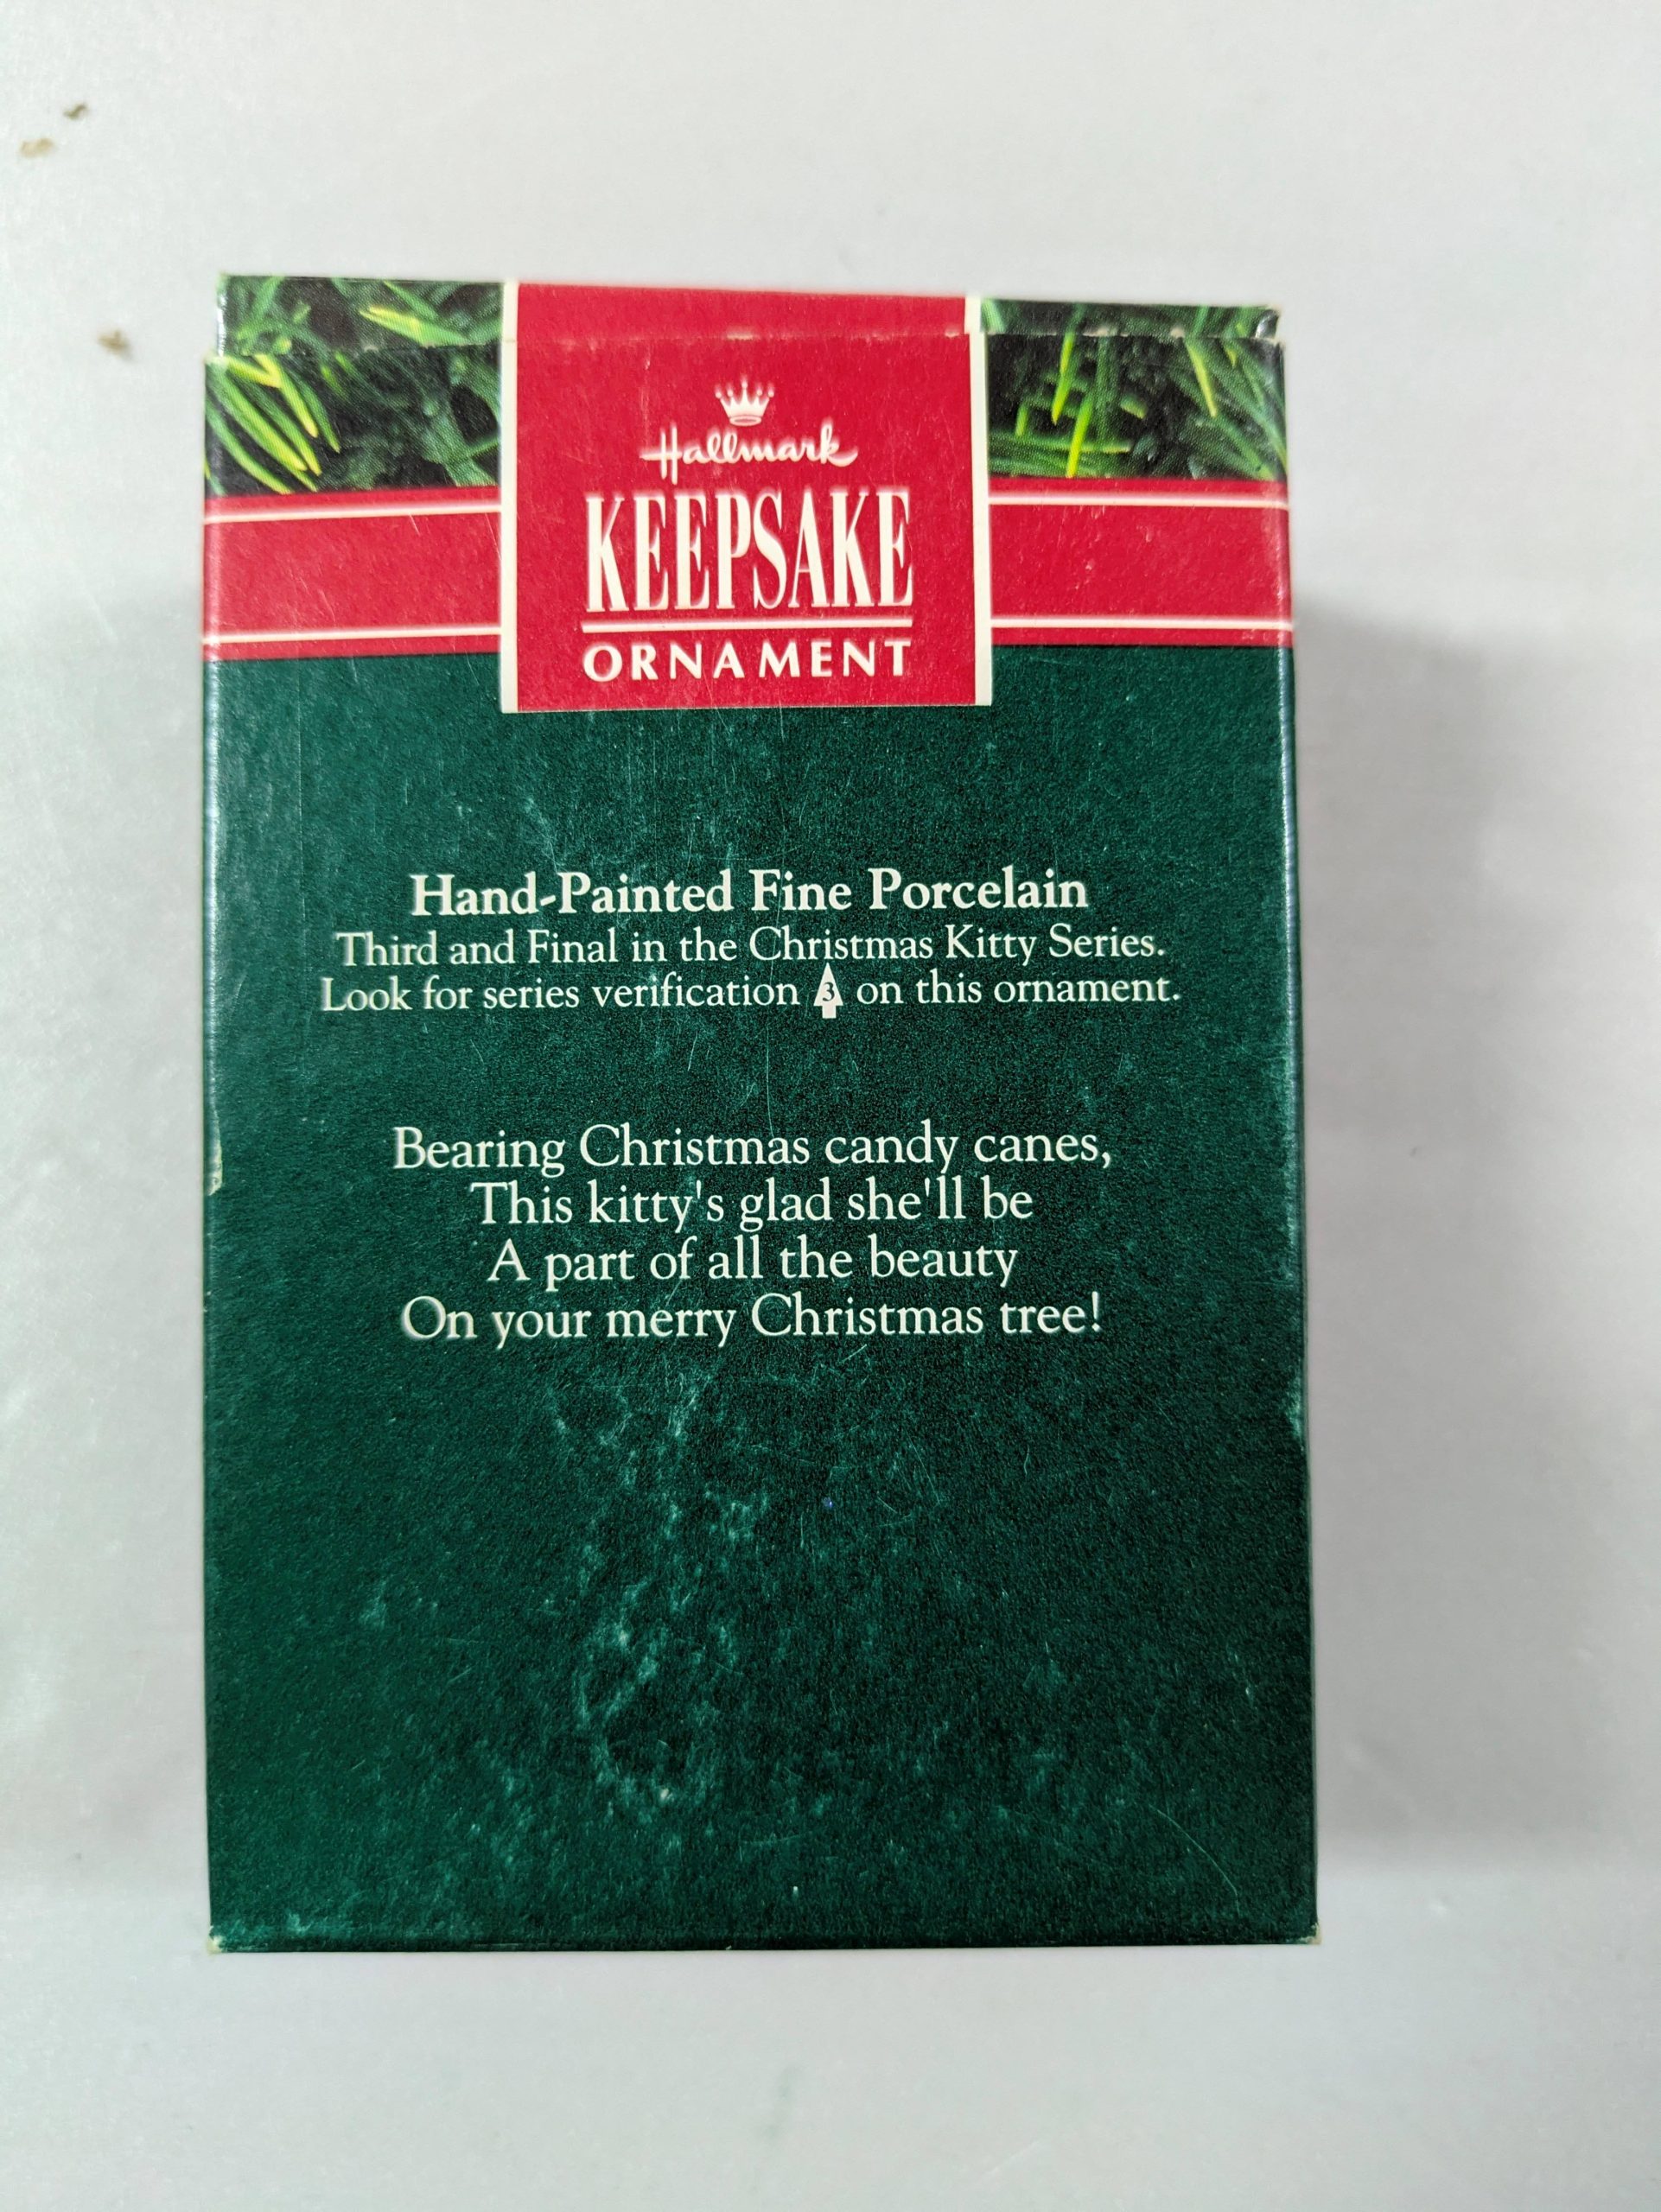 Hallmark
KEEPSAKE
ORNAMENT
Hand-Painted Fine Porcelain
Third and Final in the Christmas Kitty Series.
Look for series verification 3 on this ornament.
Bearing Christmas candy canes,
This kitty's glad she'll be
A part of all the beauty
On your merry Christmas tree!